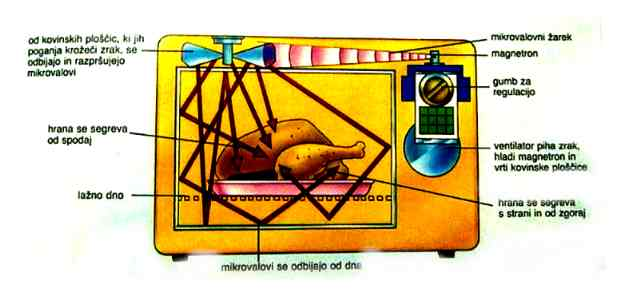 od kovinskih ploščic, ki jih
poganja krožeči zrak, se
odbijajo in razpršujejo
mikrovalovi
hrana se segreva
od spodaj
lažno dno
mikrovalovi se odbijajo od dna
mikrovalovni žarek
magnetron
gumb za
regulacijo
ventilator piha zrak,
hladi magnetron in
vrti kovinske ploščice
hrana se segreva
s strani in od zgoraj